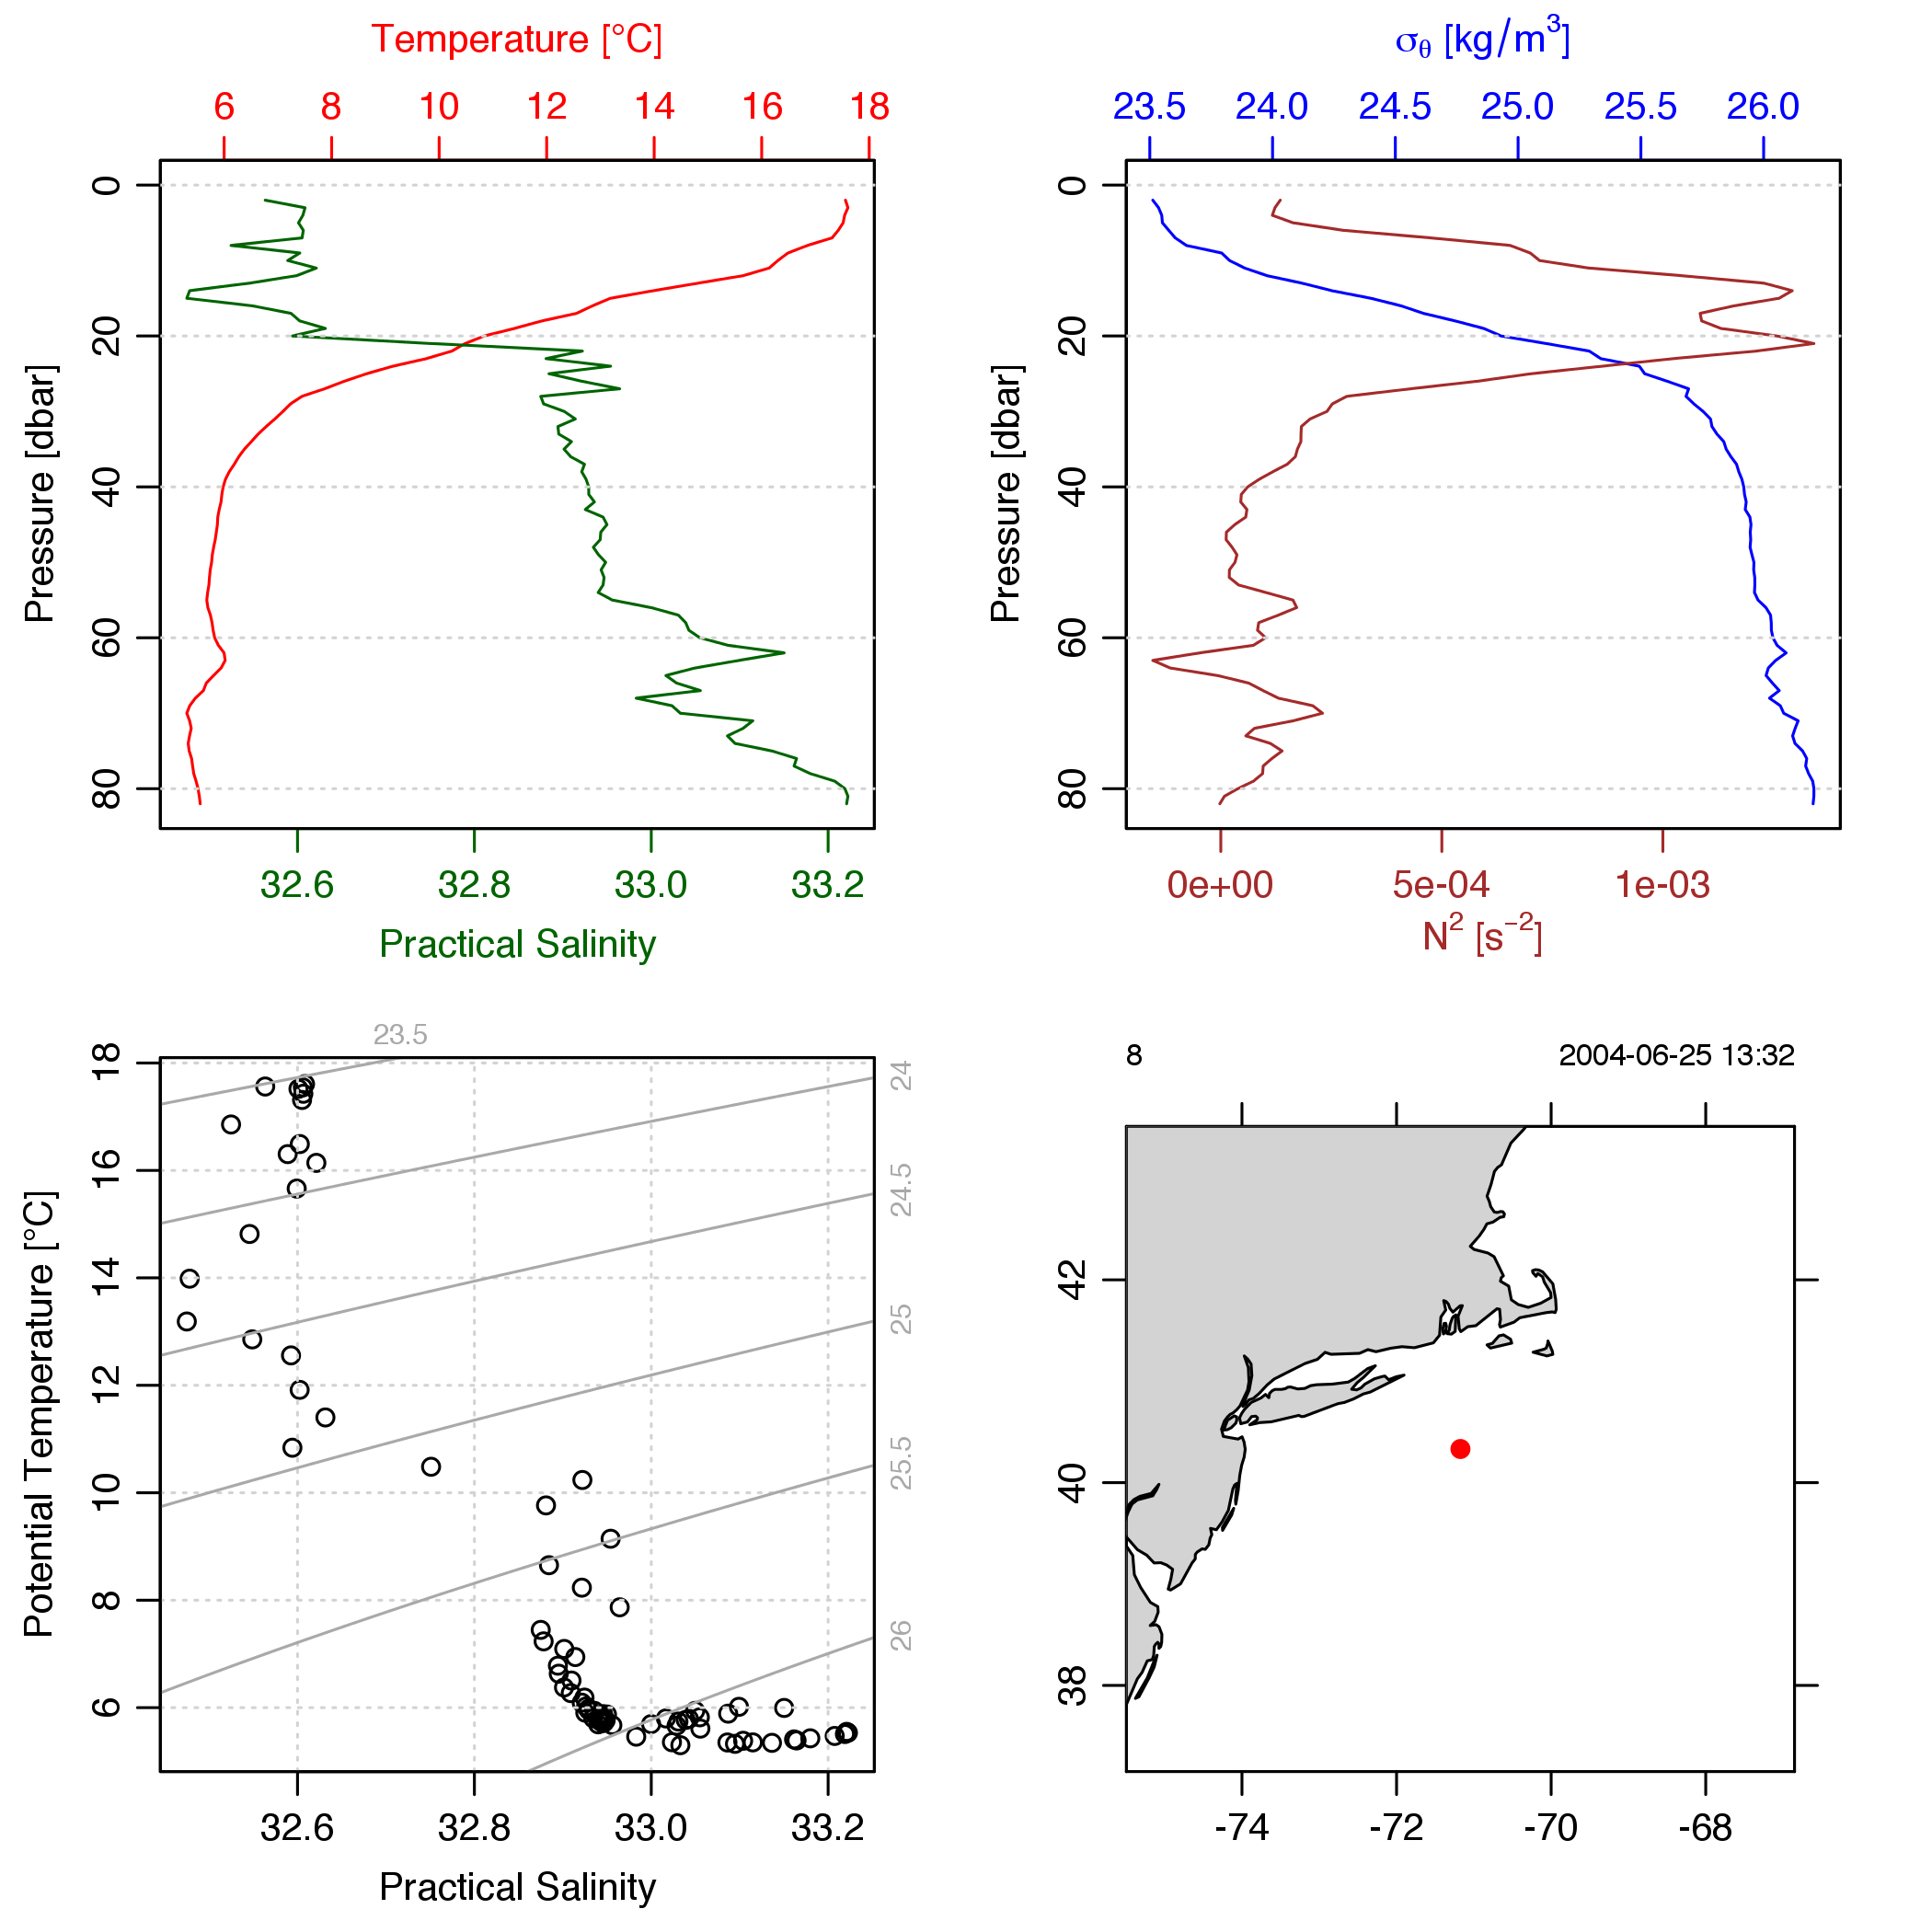 Temperature [°C]
6 8 10 12 14 16 18
0
20
40
60
80
Pressure [dbar]
32.6 32.8 33.0 33.2
Practical Salinity
σθ [kg/m³]
23.5 24.0 24.5 25.0 25.5 26.0
0
20
40
60
80
Pressure [dbar]
0e+00 5e-04 1e-03
N² [s⁻²]
23.5
24
24.5
25
25.5
26
18
16
14
12
10
8
6
Potential Temperature [°C]
32.6 32.8 33.0 33.2
Practical Salinity
8 2004-06-25 13:32
42
40
38
-74 -72 -70 -68